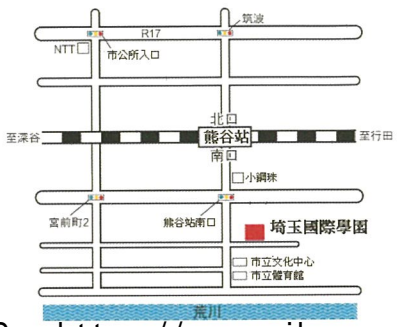 筑波
R17
NTT
市公所入口
北口
至深谷
熊谷站
至行田
南口
小鋼珠
宮前町2
熊谷站南口
埼玉國際學園
市立文化中心
市立體育館
荒川